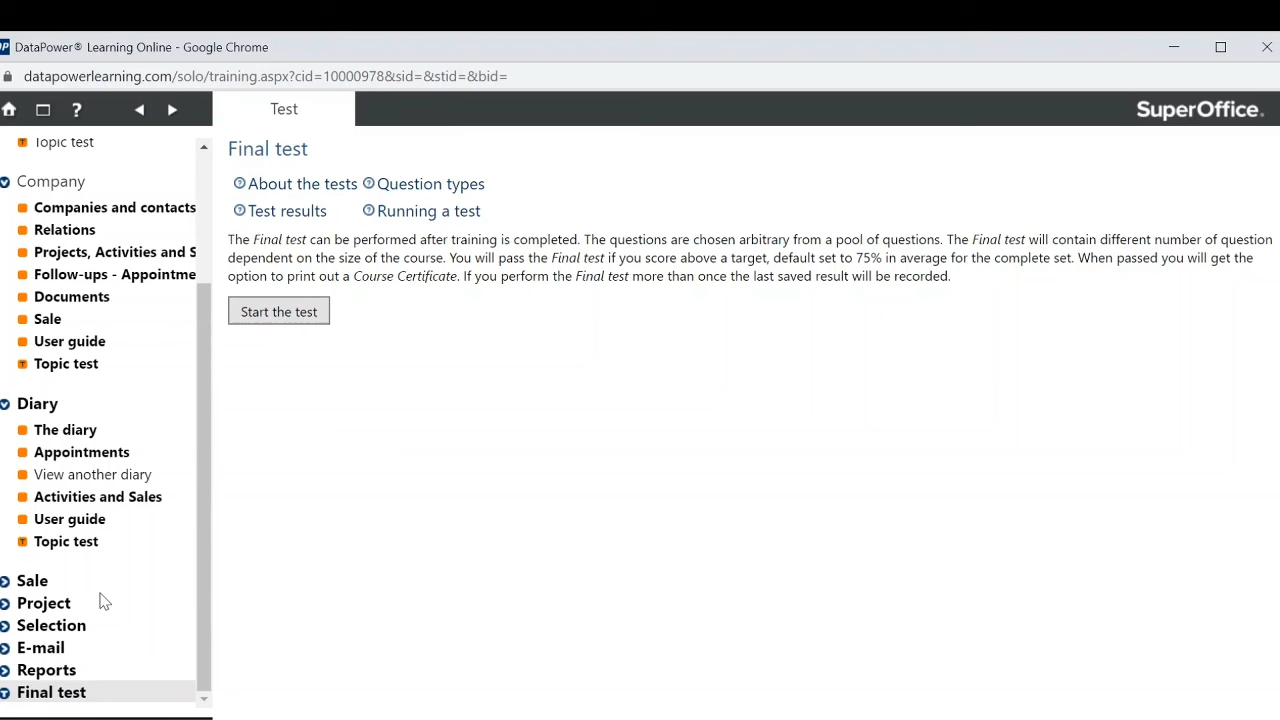 DataPower® Learning Online - Google Chrome
datapowerlearning.com/solo/training.aspx?cid=10000978&sid=&stid=&bid=
Test
SuperOffice.
Topic test
Company
Companies and contacts
Relations
Projects, Activities and S
Follow-ups - Appointme
Documents
Sale
User guide
Topic test
Diary
The diary
Appointments
View another diary
Activities and Sales
User guide
Topic test
Sale
Project
Selection
E-mail
Reports
Final test
Final test
About the tests Question types
Test results Running a test
The Final test can be performed after training is completed. The questions are chosen arbitrary from a pool of questions. The Final test will contain different number of question
dependent on the size of the course. You will pass the Final test if you score above a target, default set to 75% in average for the complete set. When passed you will get the
option to print out a Course Certificate. If you perform the Final test more than once the last saved result will be recorded.
Start the test